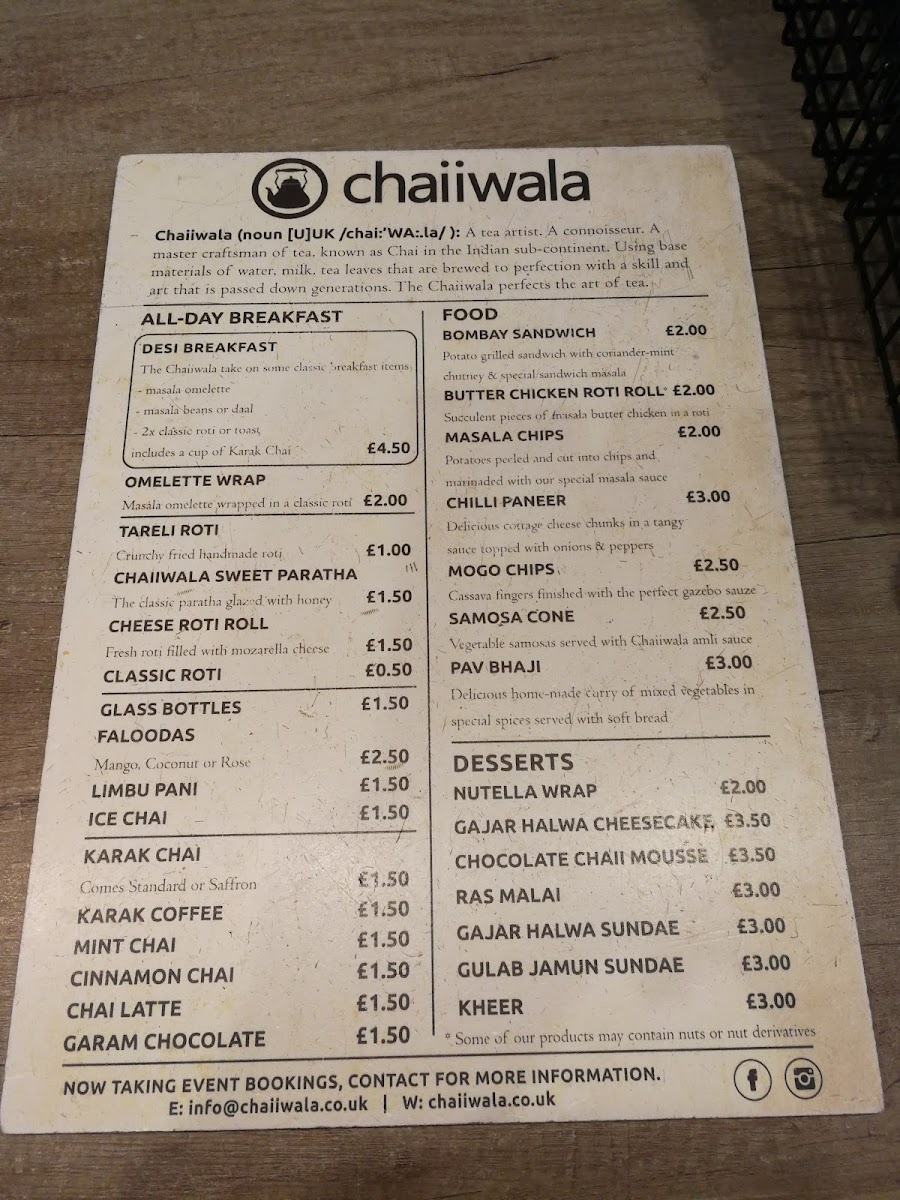 chaiiwala
Chaiiwala (noun [U]UK /chai:'WA:.la/ ): A tea artist. A connoisseur. A
master craftsman of tea, known as Chai in the Indian sub-continent. Using base
materials of water, milk, tea leaves that are brewed to perfection with a skill and
art that is passed down generations. The Chaiiwala perfects the art of tea.
ALL-DAY BREAKFAST
DESI BREAKFAST
The Chaiiwala take on some classic breakfast items
- masala omelette
- masala beans or daal
- 2x classic roti or toast,
includes a cup of Karak Chai £4.50
OMELETTE WRAP
Masala omelette wrapped in a classic roti £2.00
TARELI ROTI
Crunchy fried handmade roti £1.00
CHAIIWALA SWEET PARATHA
The classic paratha glazed with honey £1.50
CHEESE ROTI ROLL
Fresh roti filled with mozarella cheese £1.50
CLASSIC ROTI £0.50
GLASS BOTTLES £1.50
FALOODAS
Mango, Coconut or Rose £2.50
LIMBU PANI £1.50
ICE CHAI £1.50
KARAK CHAI
Comes Standard or Saffron £1.50
KARAK COFFEE £1.50
MINT CHAI £1.50
CINNAMON CHAI £1.50
CHAI LATTE £1.50
GARAM CHOCOLATE £1.50
FOOD
BOMBAY SANDWICH £2.00
Potato grilled sandwich with coriander-mint
chutney & special sandwich masala
BUTTER CHICKEN ROTI ROLL* £2.00
Succulent pieces of masala butter chicken in a roti
MASALA CHIPS £2.00
Potatoes peeled and cut into chips and
marinaded with our special masala sauce
CHILLI PANEER £3.00
Delicious cottage cheese chunks in a tangy
sauce topped with onions & peppers
MOGO CHIPS £2.50
Cassava fingers finished with the perfect gazebo sauze
SAMOSA CONE £2.50
Vegetable samosas served with Chaiiwala amli sauce
PAV BHAJI £3.00
Delicious home-made curry of mixed vegetables in
special spices served with soft bread
DESSERTS
NUTELLA WRAP £2.00
GAJAR HALWA CHEESECAKE £3.50
CHOCOLATE CHAII MOUSSE £3.50
RAS MALAI £3.00
GAJAR HALWA SUNDAE £3.00
GULAB JAMUN SUNDAE £3.00
KHEER £3.00
* Some of our products may contain nuts or nut derivatives
NOW TAKING EVENT BOOKINGS, CONTACT FOR MORE INFORMATION.
E: info@chaiiwala.co.uk | W: chaiiwala.co.uk